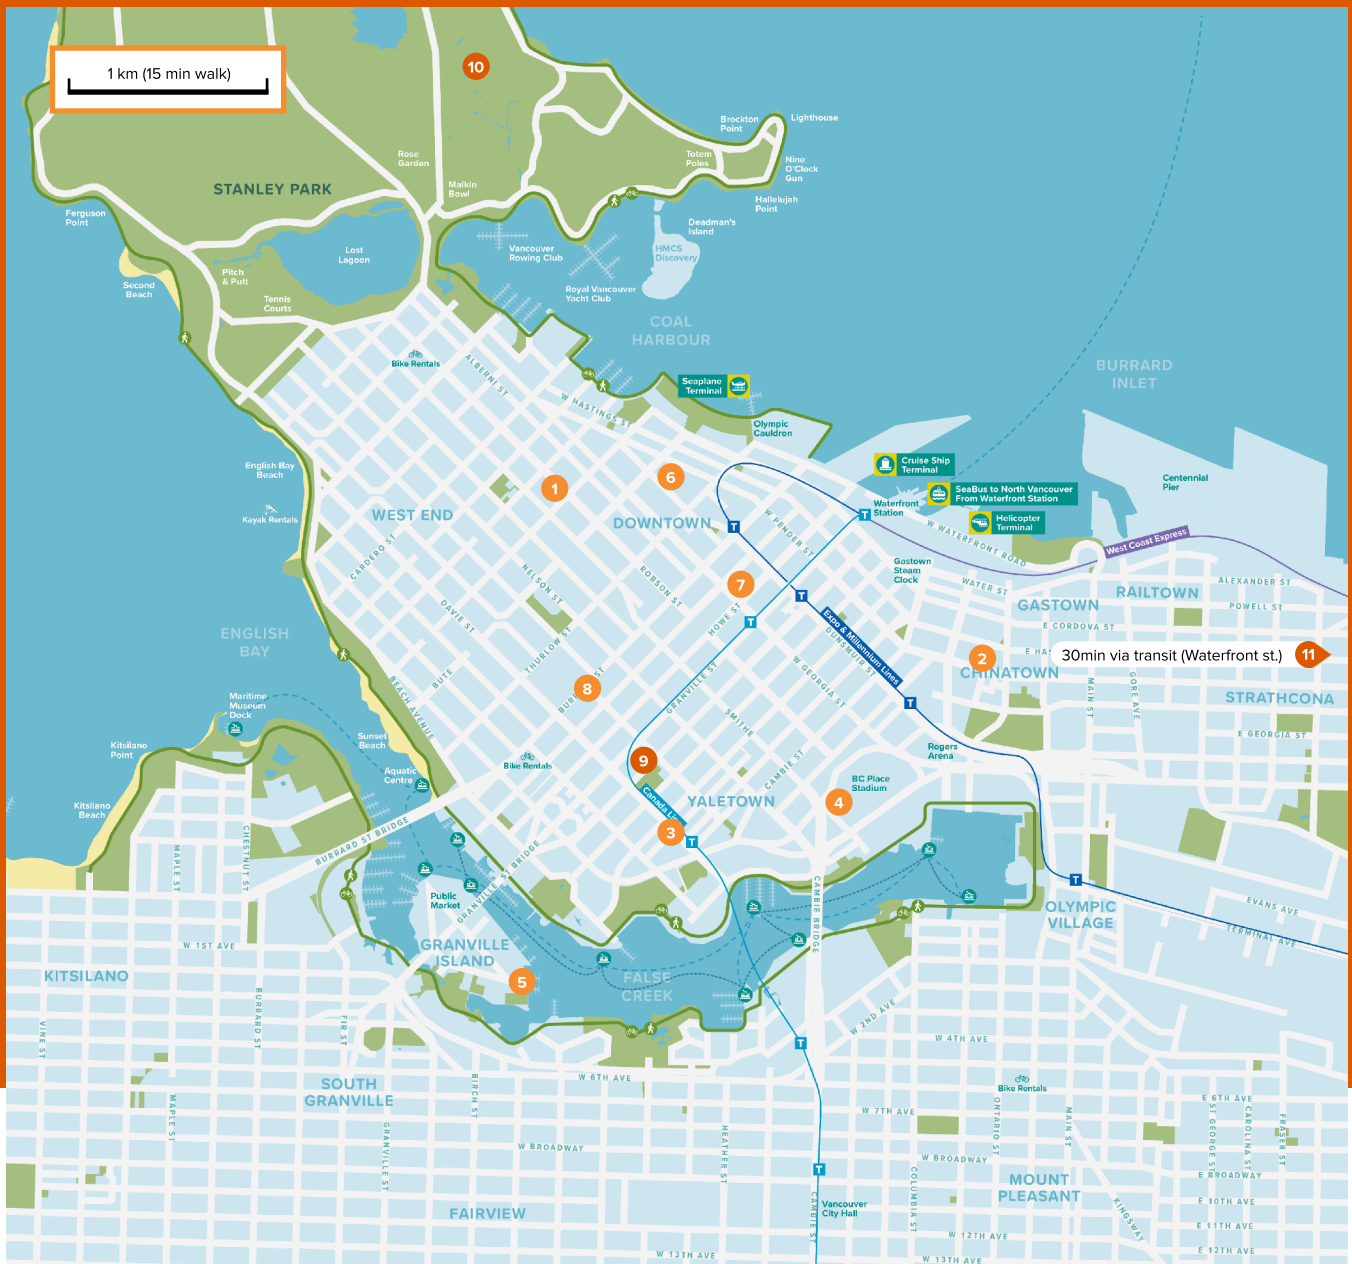 1 km (15 min walk)
10
Brockton
Point
Lighthouse
Rose
Garden
Totem
Poles
Nine
O'Clock
Gun
STANLEY PARK
Malkin
Bowl
Hallelujah
Point
Ferguson
Point
Deadman's
Island
Lost
Lagoon
Vancouver
Rowing Club
HMCS
Discovery
Pitch
& Putt
Second
Beach
Tennis
Courts
Royal Vancouver
Yacht Club
COAL
HARBOUR
Bike Rentals
ALBERNI ST
BURRARD
INLET
Seaplane
Terminal
W HASTINGS ST
Olympic
Cauldron
English Bay
Beach
Cruise Ship
Terminal
1
6
SeaBus to North Vancouver
From Waterfront Station
Centennial
Pier
Kayak Rentals
WEST END
DOWNTOWN
W PENDER ST
Waterfront
Station
Helicopter
Terminal
W WATERFRONT ROAD
West Coast Express
CARDERO ST
NELSON ST
ROBSON ST
7
Gastown
Steam
Clock
WATER ST
ALEXANDER ST
RAILTOWN
GASTOWN
POWELL ST
DAVIE ST
HOWE ST
Expo & Millennium Lines
DUNSMUIR ST
E CORDOVA ST
ENGLISH
BAY
THURLOW ST
2
E HAS
30min via transit (Waterfront st.)
11
CHINATOWN
BUTE
8
GRANVILLE ST
W GEORGIA ST
MAIN ST
GORE AVE
STRATHCONA
BEACH AVENUE
Maritime
Museum
Dock
SMITHE
E GEORGIA ST
Kitsilano
Point
Sunset
Beach
Rogers
Arena
Aquatic
Centre
Bike Rentals
9
CAMBIE ST
BC Place
Stadium
Kitsilano
Beach
Canada Li
YALETOWN
4
3
BURRARD ST BRIDGE
MAPLE ST
CHESTNUT ST
Public
Market
GRANVILLE ST BRIDGE
CAMBIE BRIDGE
OLYMPIC
VILLAGE
EVANS AVE
TERMINAL AVE
W 1ST AVE
GRANVILLE
ISLAND
KITSILANO
5
FALSE
CREEK
VINE ST
BURRARD ST
FIR ST
W 2ND AVE
W 4TH AVE
SOUTH
GRANVILLE
BIRCH ST
W 6TH AVE
Bike Rentals
MAPLE ST
GRANVILLE ST
HEATHER ST
W 7TH AVE
ONTARIO ST
MAIN ST
E 6TH AVE
ST GEORGE ST
CAROLINA ST
FRASER ST
W BROADWAY
W BROADWAY
E BROADWAY
COLUMBIA ST
MOUNT
PLEASANT
KINGSWAY
E 10TH AVE
FAIRVIEW
CAMBIE ST
Vancouver
City Hall
E 11TH AVE
W 12TH AVE
E 12TH AVE
W 13TH AVE
W 13TH AVE